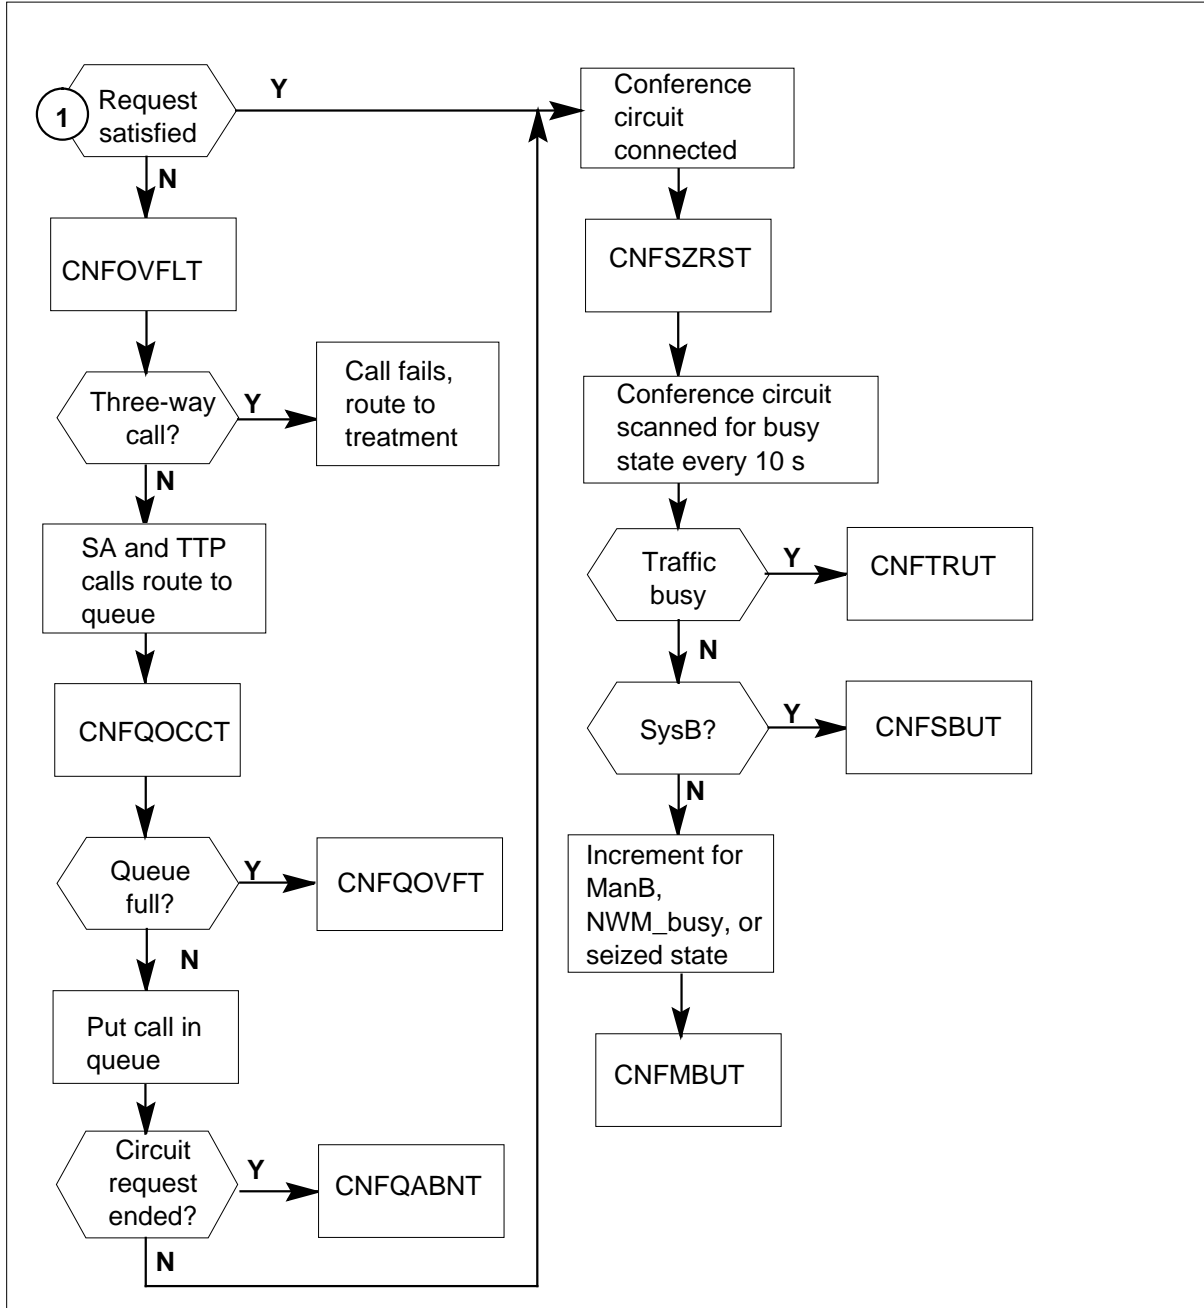 1
Request
satisfied
Y
N
CNFOVFLT
Three-way
call?
Y
Call fails,
route to
treatment
N
SA and TTP
calls route to
queue
CNFQOCCT
Queue
full?
Y
CNFQOVFT
N
Put call in
queue
Circuit
request
ended?
Y
CNFQABNT
N
Conference
circuit
connected
CNFSZRST
Conference circuit
scanned for busy
state every 10 s
Traffic
busy
Y
CNFTRUT
N
SysB?
Y
CNFSBUT
N
Increment for
ManB,
NWM_busy, or
seized state
CNFMBUT